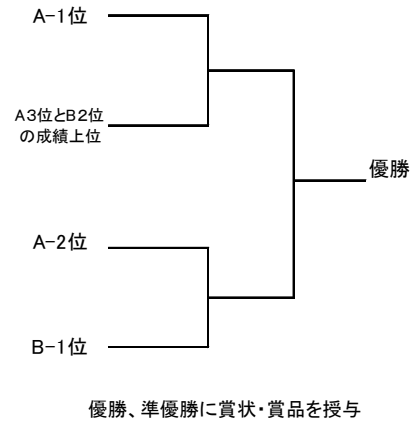 A-1位
A3位とB2位
の成績上位
優勝
A-2位
B-1位
優勝、準優勝に賞状・賞品を授与